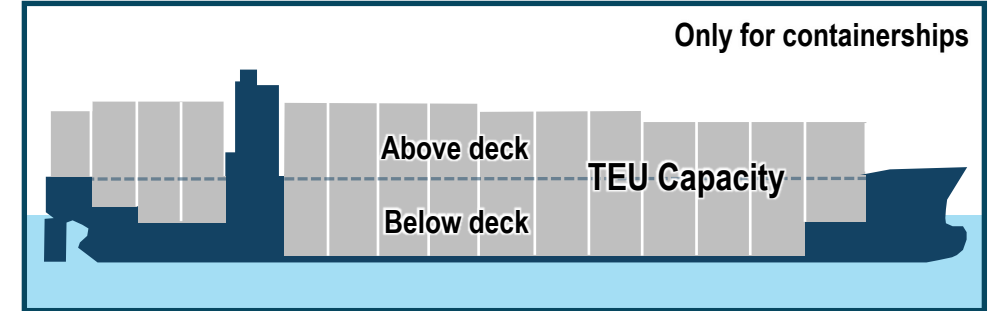 Only for containerships
Above deck
TEU Capacity
Below deck